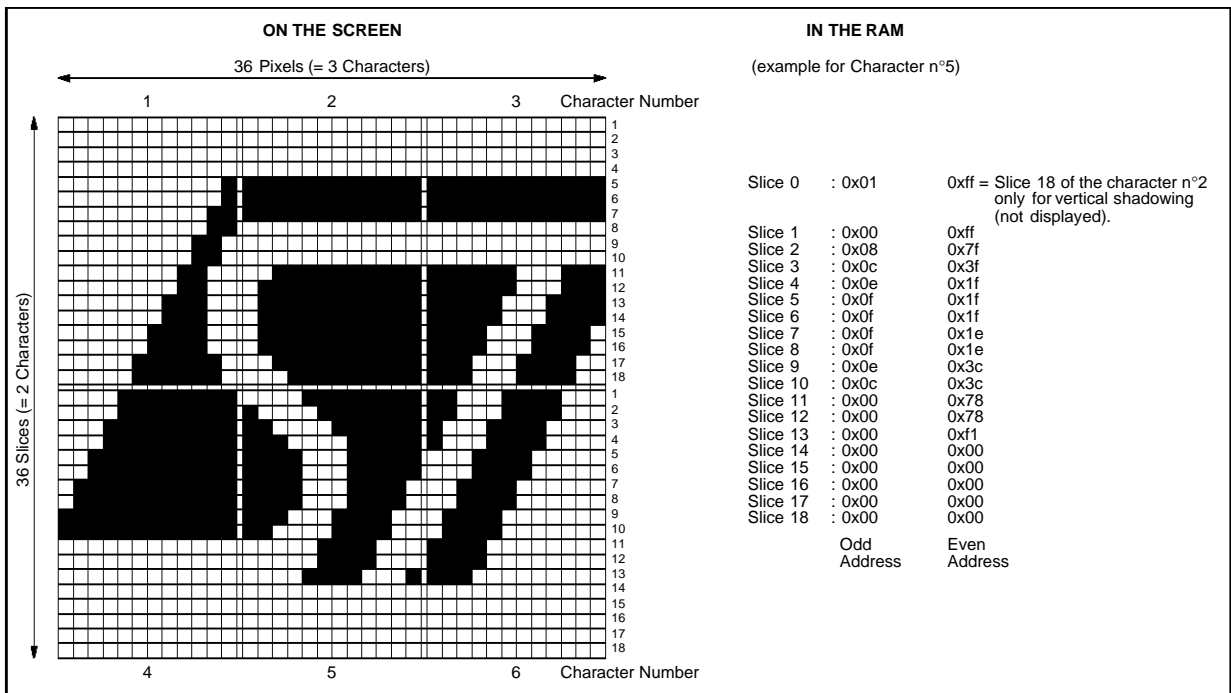 ON THE SCREEN
IN THE RAM
36 Pixels (= 3 Characters)
(example for Character n°5)
1 2 3 Character Number
36 Slices (= 2 Characters)
1
2
3
4
5
6
7
8
9
10
11
12
13
14
15
16
17
18
1
2
3
4
5
6
7
8
9
10
11
12
13
14
15
16
17
18
4 5 6 Character Number
Slice 0 : 0x01 0xff = Slice 18 of the character n°2
only for vertical shadowing
(not displayed).
Slice 1 : 0x00 0xff
Slice 2 : 0x08 0x7f
Slice 3 : 0x0c 0x3f
Slice 4 : 0x0e 0x1f
Slice 5 : 0x0f 0x1f
Slice 6 : 0x0f 0x1f
Slice 7 : 0x0f 0x1e
Slice 8 : 0x0f 0x1e
Slice 9 : 0x0e 0x3c
Slice 10 : 0x0c 0x3c
Slice 11 : 0x00 0x78
Slice 12 : 0x00 0x78
Slice 13 : 0x00 0xf1
Slice 14 : 0x00 0x00
Slice 15 : 0x00 0x00
Slice 16 : 0x00 0x00
Slice 17 : 0x00 0x00
Slice 18 : 0x00 0x00
Odd Even
Address Address